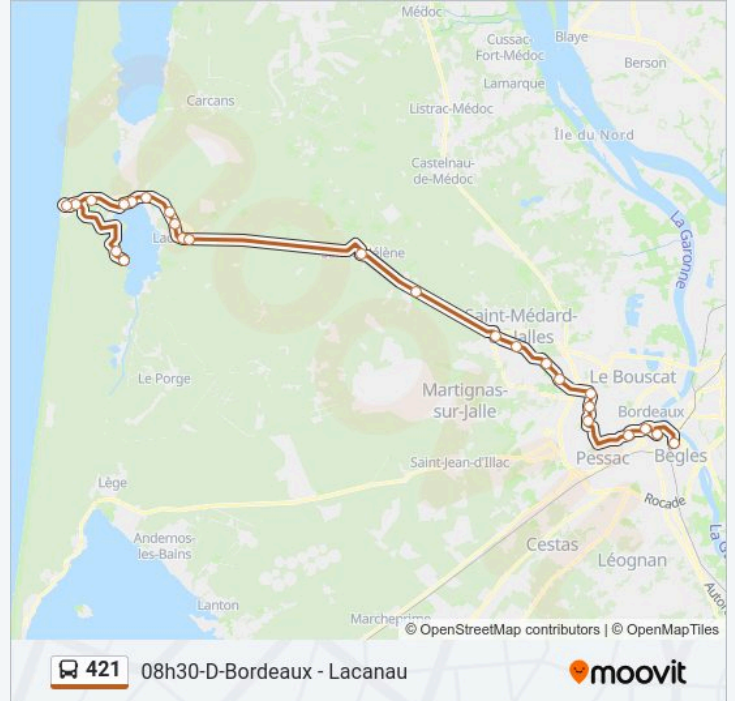 Médoc
Cussac-
Fort-Médoc
Blaye
Berson
Lamarque
Carcans
Listrac-Médoc
Île du Nord
Castelnau-
de-Médoc
La Garonne
Saint-Médard-
Le Porge
Le Bouscat
Martignas-
sur-Jalle
Bordeaux
Saint-Jean-d'Illac
Pessac
Bègles
Lège
Rocade
Andernos-
les-Bains
Cestas
Léognan
Lanton
Marcheprime
© OpenStreetMap contributors | © OpenMapTiles
421 08h30-D-Bordeaux - Lacanau
moovit